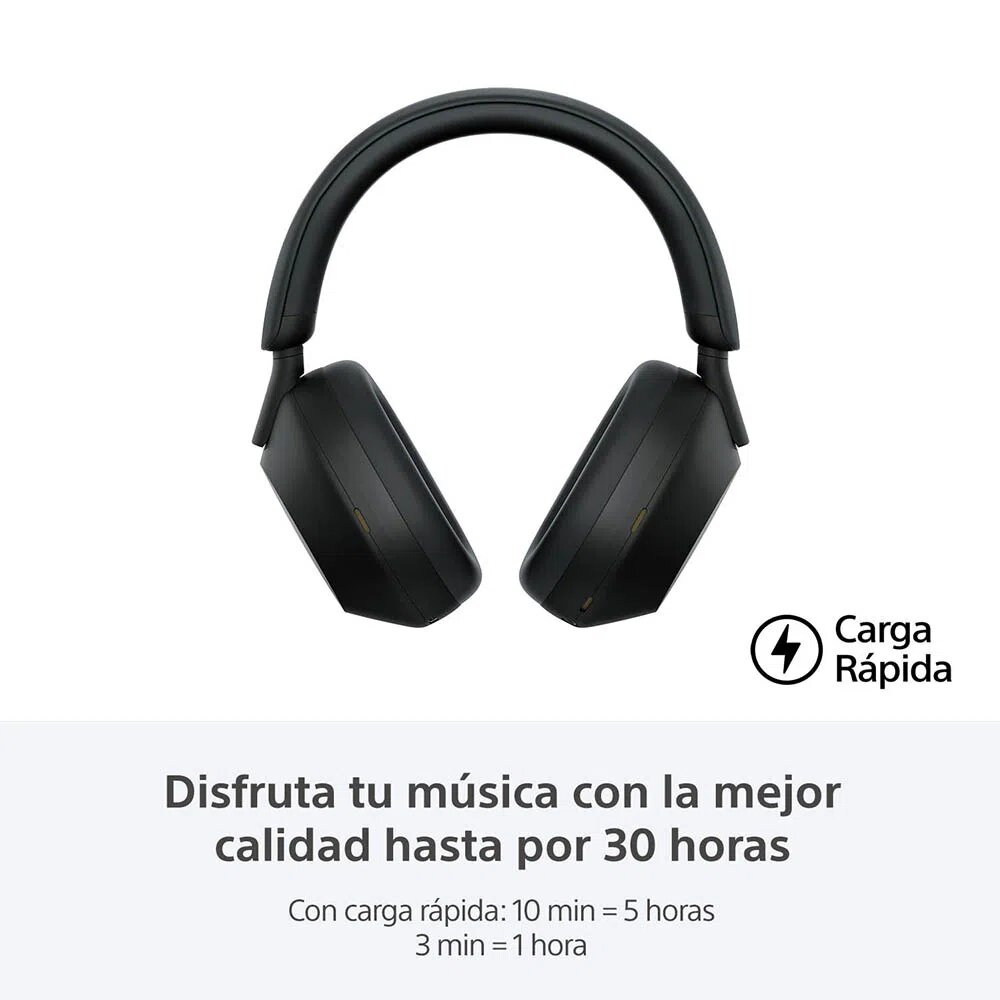 Carga
Rápida
Disfruta tu música con la mejor
calidad hasta por 30 horas
Con carga rápida: 10 min = 5 horas
3 min = 1 hora